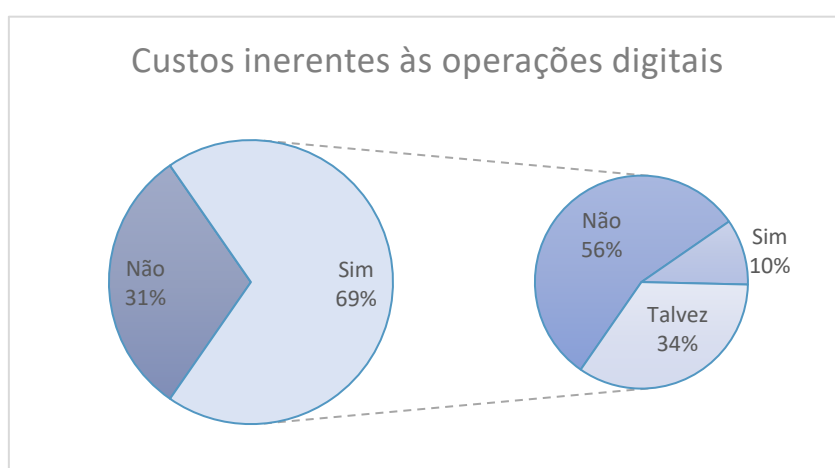 Custos inerentes às operações digitais
Não
31%
Sim
69%
Não
56%
Sim
10%
Talvez
34%